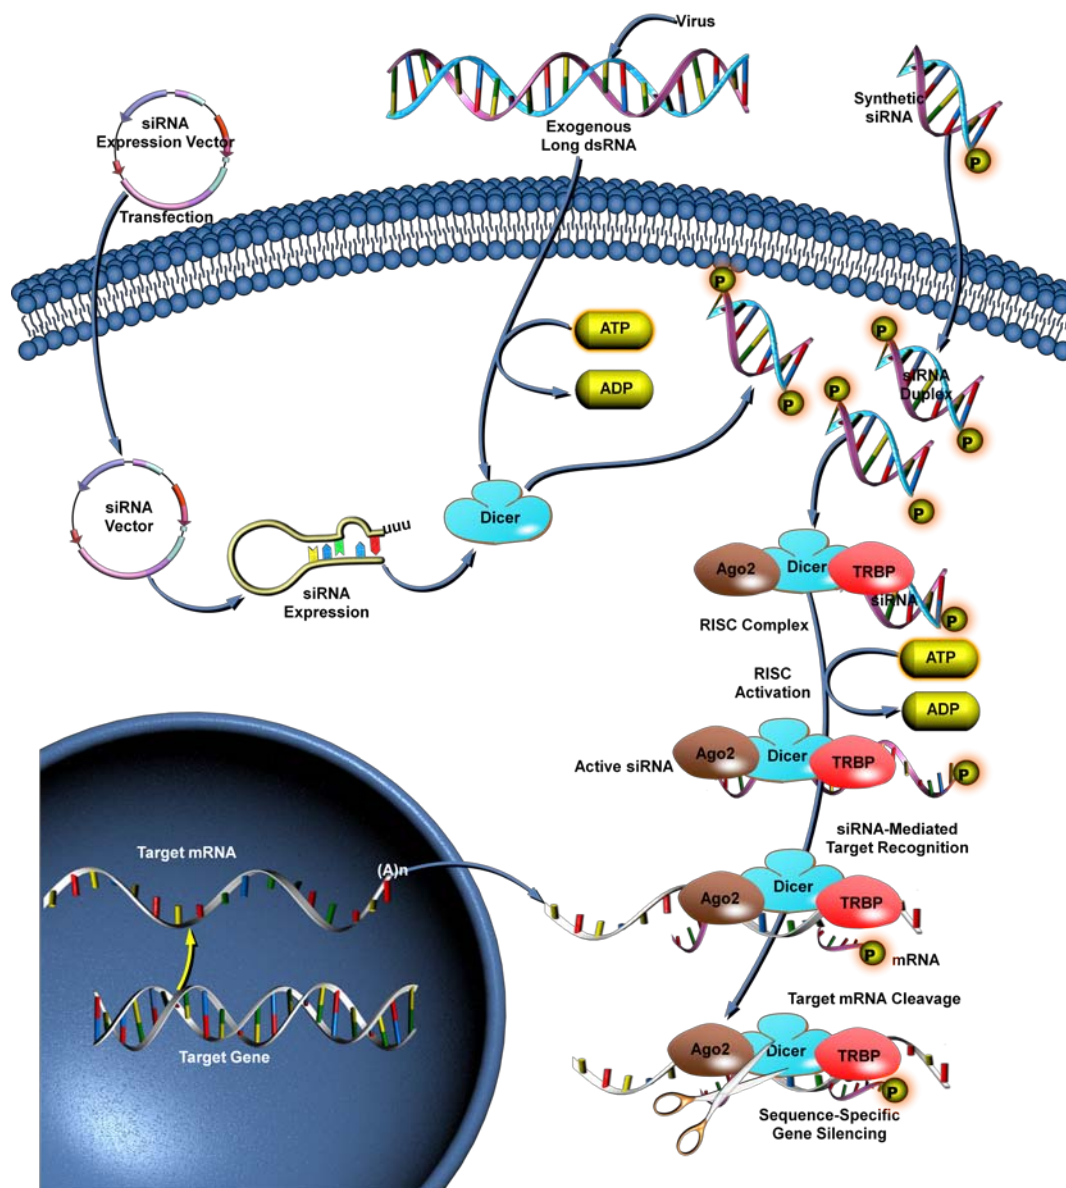 Virus
siRNA
Expression Vector
Transfection
Exogenous
Long dsRNA
Synthetic
siRNA
P
P
ATP
ADP
P
P
P
siRNA
Duplex
P
P
P
siRNA
Vector
uuu
siRNA
Expression
Dicer
Ago2
Dicer
TRBP
siRNA
P
RISC Complex
ATP
RISC
Activation
ADP
Active siRNA
Ago2
Dicer
TRBP
P
siRNA-Mediated
Target Recognition
Target mRNA
(A)n
Ago2
Dicer
TRBP
P
mRNA
Target Gene
Target mRNA Cleavage
Ago2
Dicer
TRBP
P
Sequence-Specific
Gene Silencing